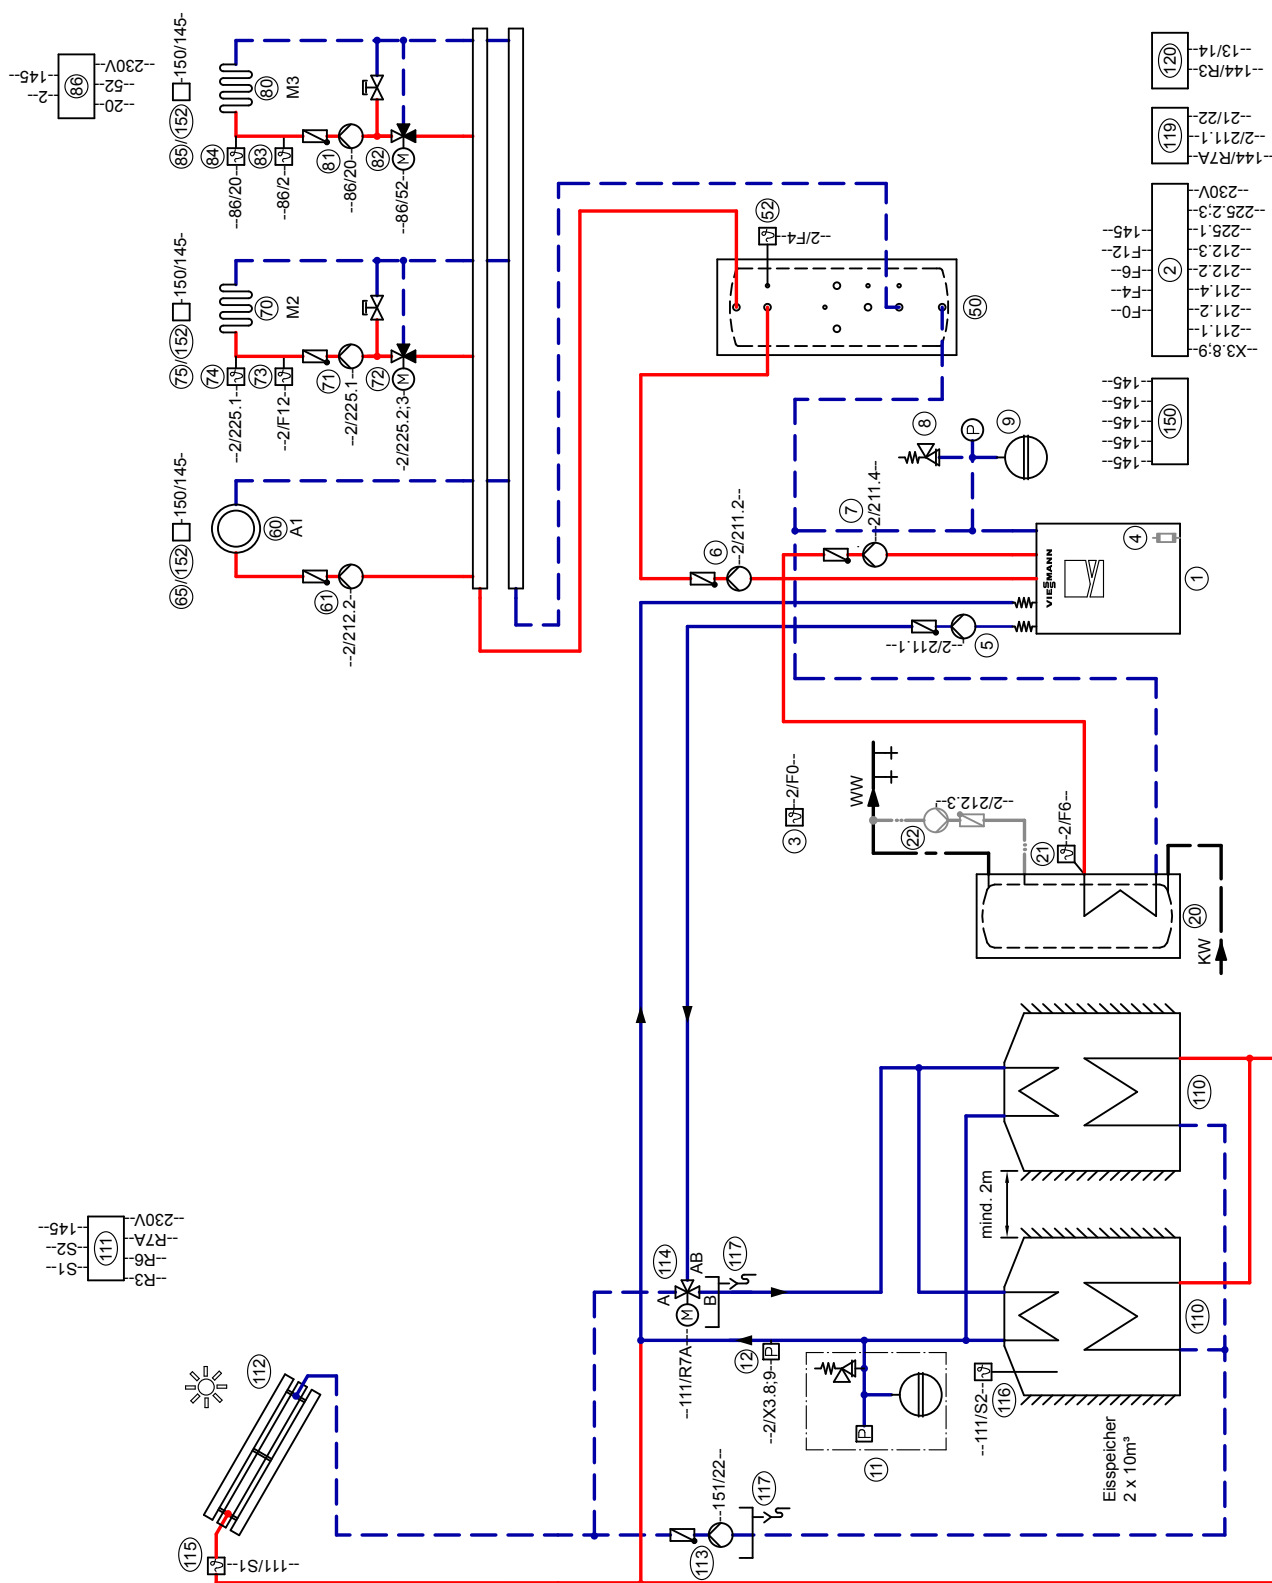 --145--
--2--
86
--230V--
--52--
--20--
85/152
-150/145-
80
M3
84
--86/20--
83
--86/2--
81
--86/20--
82
M
--86/52--
75/152
-150/145-
70
M2
74
--2/225.1--
73
--2/F12--
71
--2/225.1--
72
M
-2/225.2;3--
65/152
-150/145-
60
A1
61
--2/212.2--
120
--13/14--
--144/R3--
119
--21/22--
--2/211.1--
--144/R7A--
2
--145--
--F12--
--F6--
--F4--
--F0--
--230V--
--225.2;3--
--225.1--
--212.3--
--212.2--
--211.4--
--211.2--
--211.1--
--X3.8;9--
150
--145--
--145--
--145--
--145--
--145--
52
--2/F4--
50
8
P
9
6
--2/211.2--
7
--2/211.4--
5
--2/211.1--
4
VIESMANN
1
3
--2/F0--
WW
22
--2/212.3--
21
--2/F6--
20
KW
110
mind. 2m
110
111
--145--
--S2--
--S1--
--230V--
--R7A--
--R6--
--R3--
112
115
--111/S1--
114
A
AB
B
M
--111/R7A--
117
12
--2/X3.8;9--
P
11
P
116
--111/S2--
Eisspeicher
2 x 10m³
113
--151/22--
117